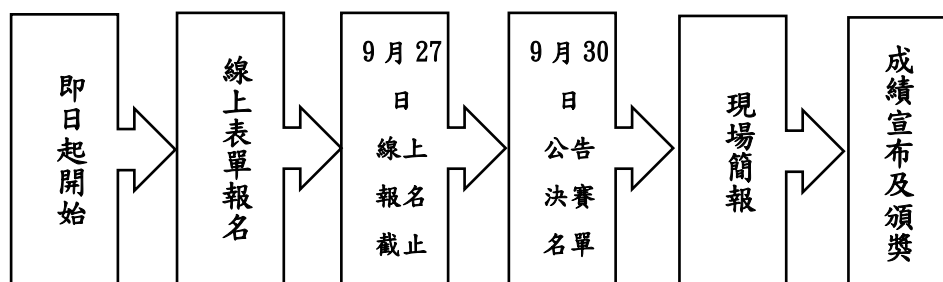 即日起開始
線上表單報名
9月27
日
線上
報名
截止
9月30
日
公告
決賽
名單
現場簡報
成績宣布及頒獎